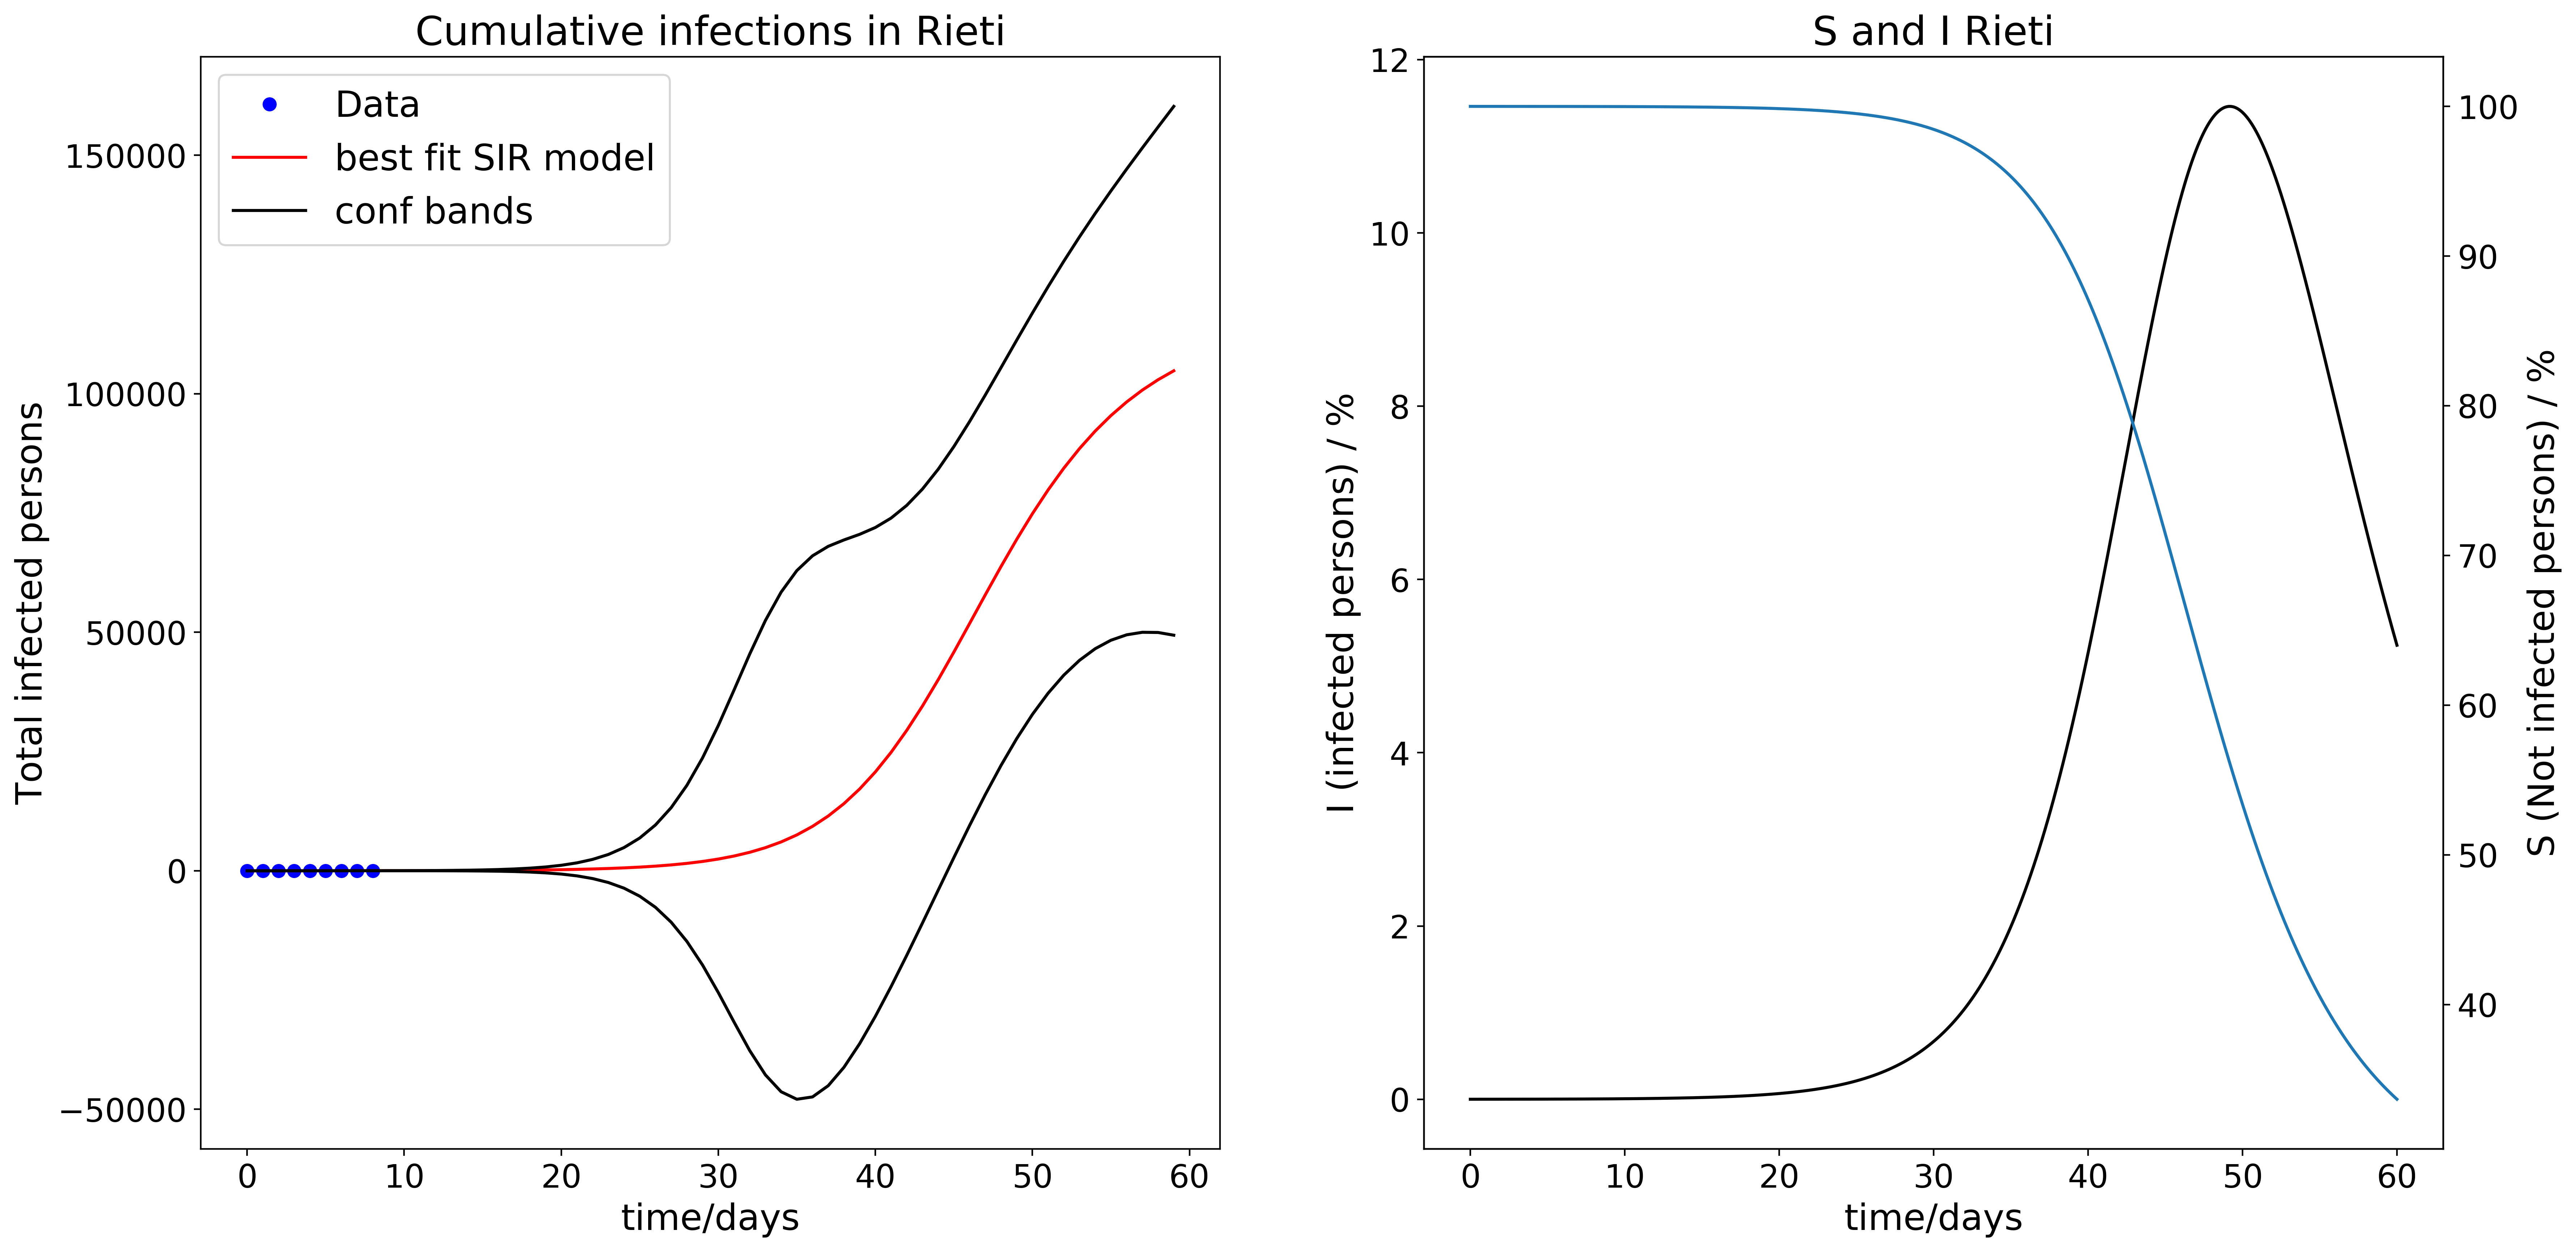 Cumulative infections in Rieti
Data
best fit SIR model
conf bands
150000
100000
50000
0
−50000
Total infected persons
0 10 20 30 40 50 60
time/days
S and I Rieti
12
10
8
6
4
2
0
I (infected persons) / %
100
90
80
70
60
50
40
S (Not infected persons) / %
0 10 20 30 40 50 60
time/days